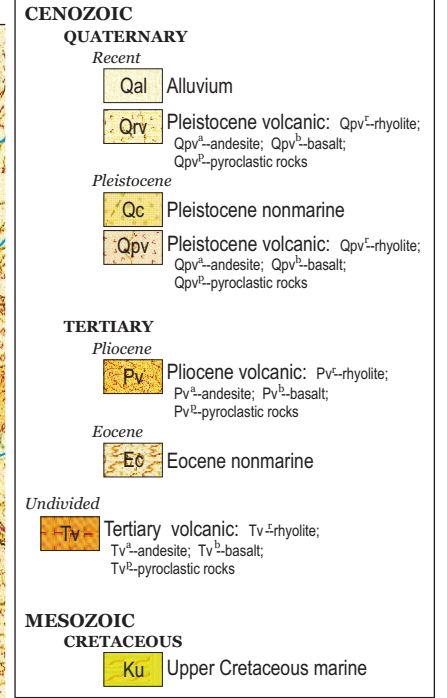 CENOZOIC
QUATERNARY
Recent
Qal Alluvium
Qrv Pleistocene volcanic: Qpvʳ--rhyolite;
Qpvᵃ--andesite; Qpvᵇ--basalt;
Qpvᵖ--pyroclastic rocks
Pleistocene
Qc Pleistocene nonmarine
Qpv Pleistocene volcanic: Qpvʳ--rhyolite;
Qpvᵃ--andesite; Qpvᵇ--basalt;
Qpvᵖ--pyroclastic rocks
TERTIARY
Pliocene
Pv Pliocene volcanic: Pvʳ--rhyolite;
Pvᵃ--andesite; Pvᵇ--basalt;
Pvᵖ--pyroclastic rocks
Eocene
Ec Eocene nonmarine
Undivided
Tv Tertiary volcanic: Tvʳ--rhyolite;
Tvᵃ--andesite; Tvᵇ--basalt;
Tvᵖ--pyroclastic rocks
MESOZOIC
CRETACEOUS
Ku Upper Cretaceous marine